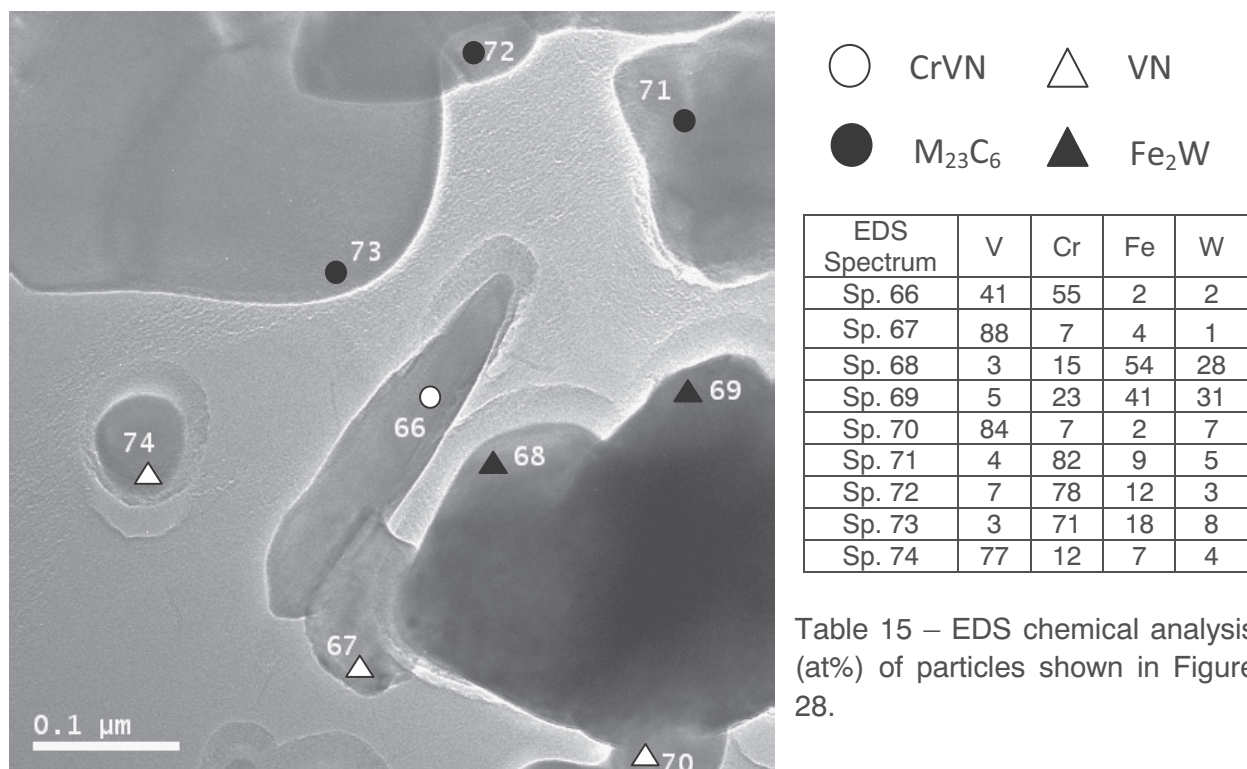 72
71
73
74
66
69
68
67
70
0.1 µm
CrVN VN
M₂₃C₆ Fe₂W
EDS Spectrum V Cr Fe W
Sp. 66 41 55 2 2
Sp. 67 88 7 4 1
Sp. 68 3 15 54 28
Sp. 69 5 23 41 31
Sp. 70 84 7 2 7
Sp. 71 4 82 9 5
Sp. 72 7 78 12 3
Sp. 73 3 71 18 8
Sp. 74 77 12 7 4
Table 15 – EDS chemical analysis
(at%) of particles shown in Figure
28.